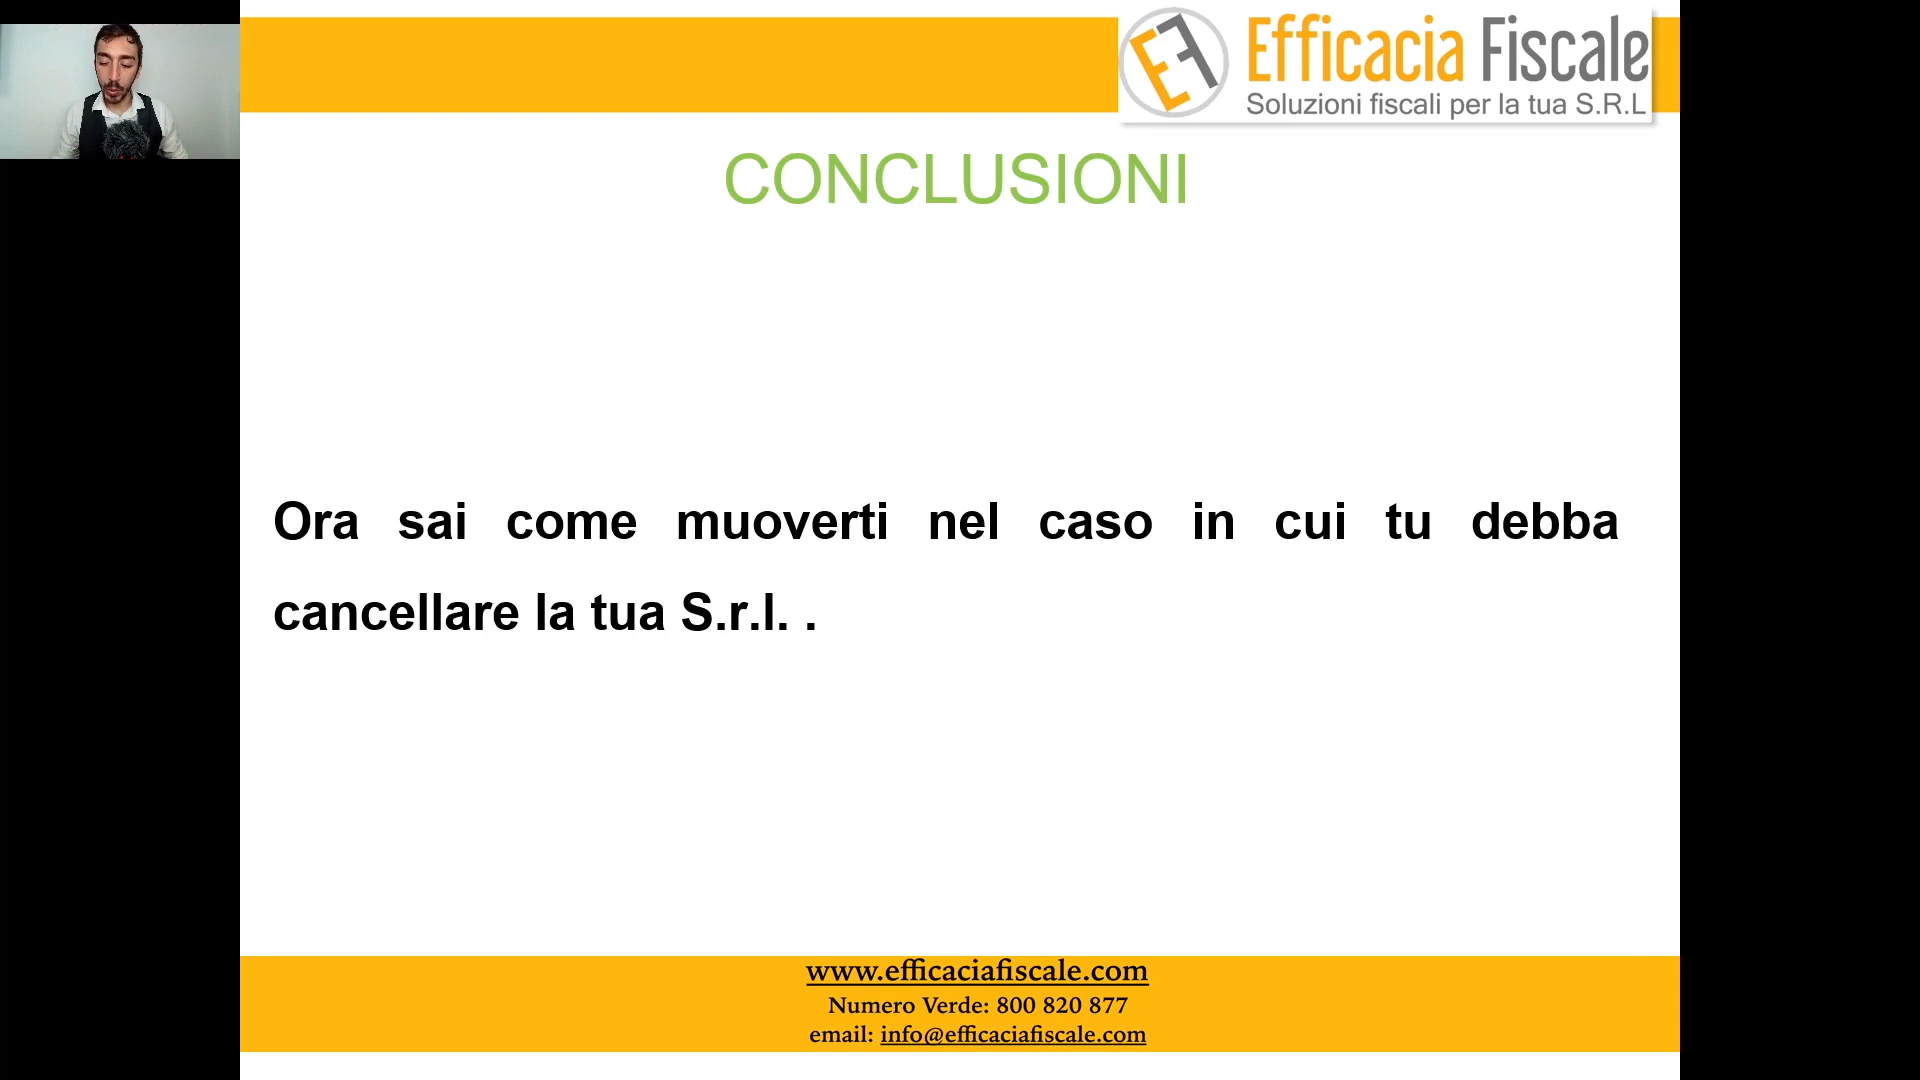 EF
Efficacia Fiscale
Soluzioni fiscali per la tua S.R.L
CONCLUSIONI
Ora sai come muoverti nel caso in cui tu debba
cancellare la tua S.r.l. .
www.efficaciafiscale.com
Numero Verde: 800 820 877
email: info@efficaciafiscale.com